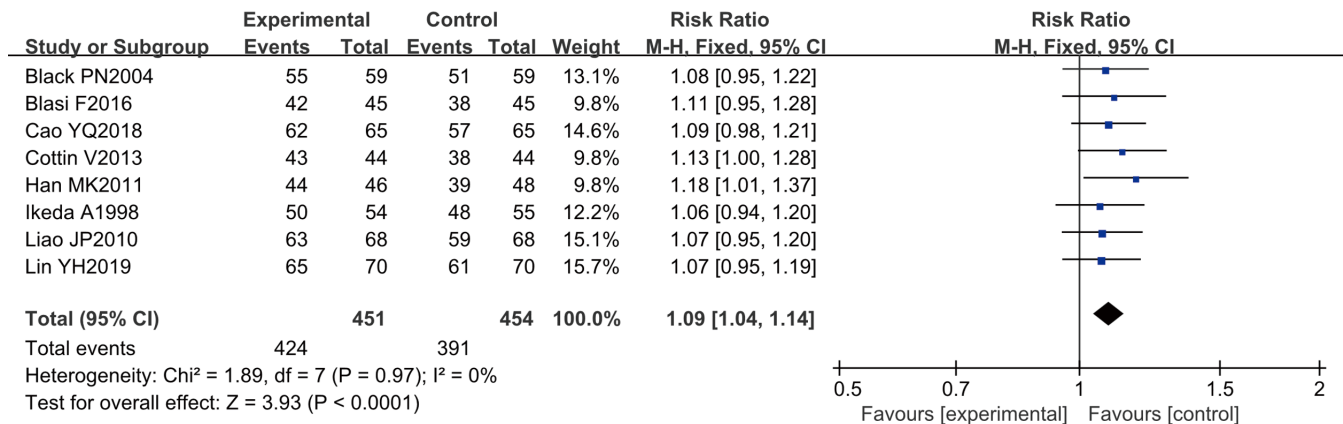 Experimental Control Risk Ratio Risk Ratio
Study or Subgroup Events Total Events Total Weight M-H, Fixed, 95% CI M-H, Fixed, 95% CI
Black PN2004 55 59 51 59 13.1% 1.08 [0.95, 1.22]
Blasi F2016 42 45 38 45 9.8% 1.11 [0.95, 1.28]
Cao YQ2018 62 65 57 65 14.6% 1.09 [0.98, 1.21]
Cottin V2013 43 44 38 44 9.8% 1.13 [1.00, 1.28]
Han MK2011 44 46 39 48 9.8% 1.18 [1.01, 1.37]
Ikeda A1998 50 54 48 55 12.2% 1.06 [0.94, 1.20]
Liao JP2010 63 68 59 68 15.1% 1.07 [0.95, 1.20]
Lin YH2019 65 70 61 70 15.7% 1.07 [0.95, 1.19]
Total (95% CI) 451 454 100.0% 1.09 [1.04, 1.14]
Total events 424 391
Heterogeneity: Chi² = 1.89, df = 7 (P = 0.97); I² = 0%
Test for overall effect: Z = 3.93 (P < 0.0001)
0.5 0.7 1 1.5 2
Favours [experimental] Favours [control]